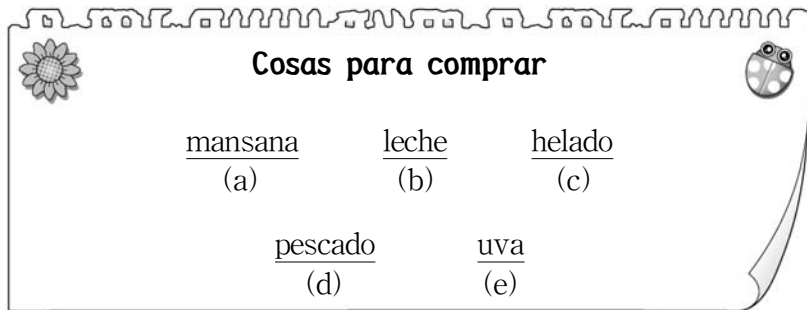 Cosas para comprar
mansana leche helado
(a) (b) (c)
pescado uva
(d) (e)